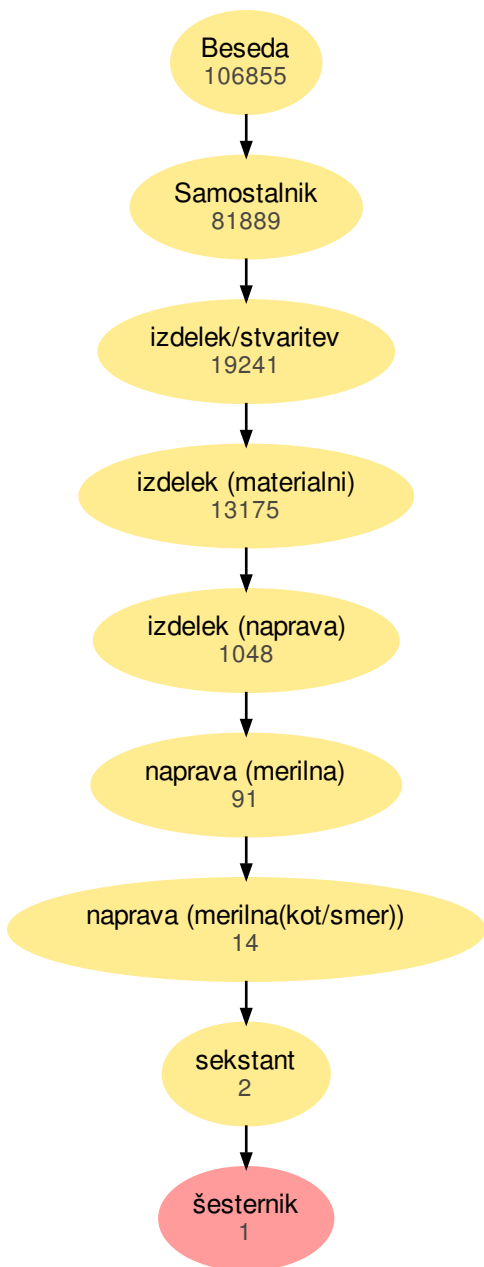 Beseda
106855
Samostalnik
81889
izdelek/stvaritev
19241
izdelek (materialni)
13175
izdelek (naprava)
1048
naprava (merilna)
91
naprava (merilna(kot/smer))
14
sekstant
2
šesternik
1